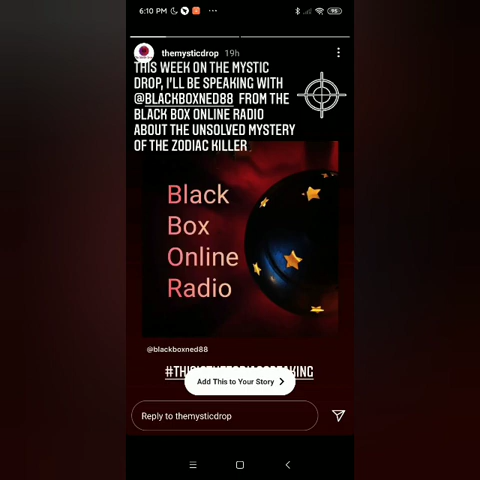 6:10 PM
95
themysticdrop 19h
THIS WEEK ON THE MYSTIC
DROP, I'LL BE SPEAKING WITH
@BLACKBOXNED88 FROM THE
BLACK BOX ONLINE RADIO
ABOUT THE UNSOLVED MYSTERY
OF THE ZODIAC KILLER
Black
Box
Online
Radio
@blackboxned88
Add This to Your Story
Reply to themysticdrop